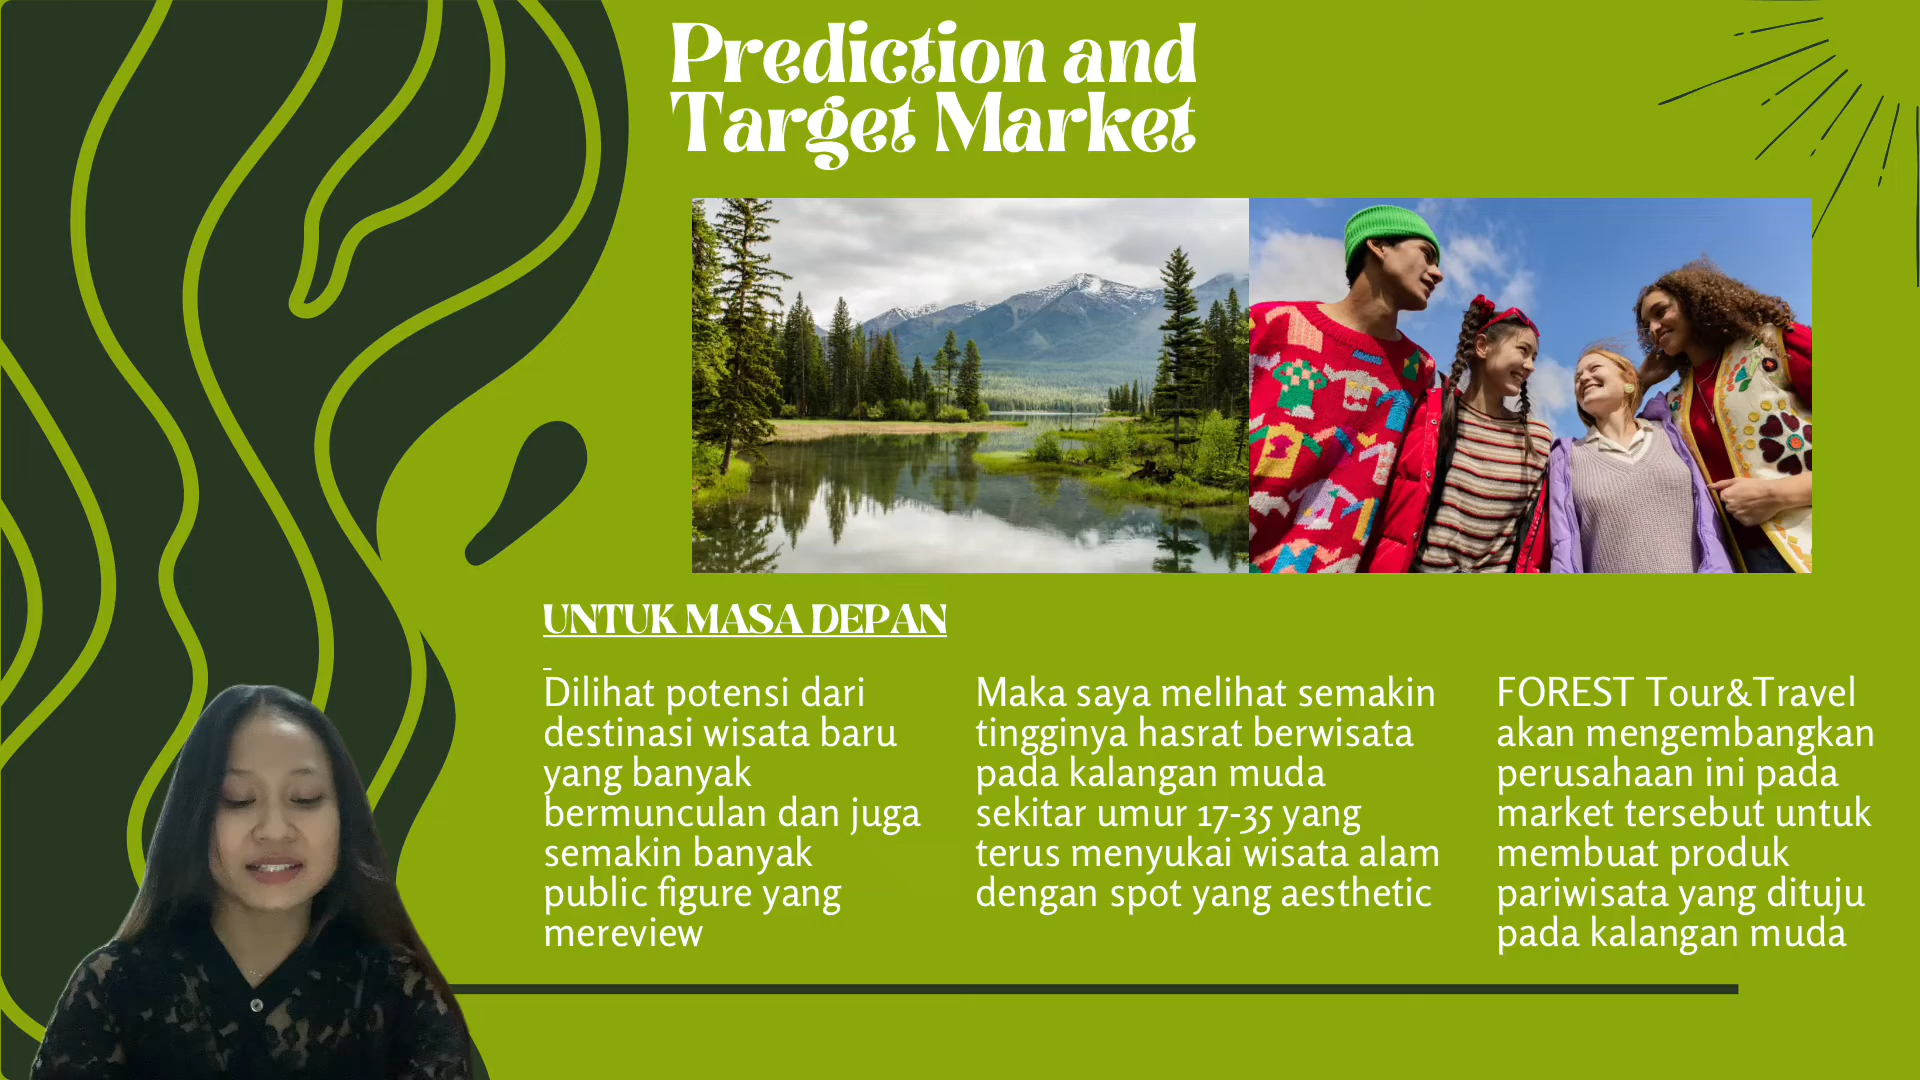 Prediction and
Target Market
UNTUK MASA DEPAN
Dilihat potensi dari
destinasi wisata baru
yang banyak
bermunculan dan juga
semakin banyak
public figure yang
mereview
Maka saya melihat semakin
tingginya hasrat berwisata
pada kalangan muda
sekitar umur 17-35 yang
terus menyukai wisata alam
dengan spot yang aesthetic
FOREST Tour&Travel
akan mengembangkan
perusahaan ini pada
market tersebut untuk
membuat produk
pariwisata yang dituju
pada kalangan muda